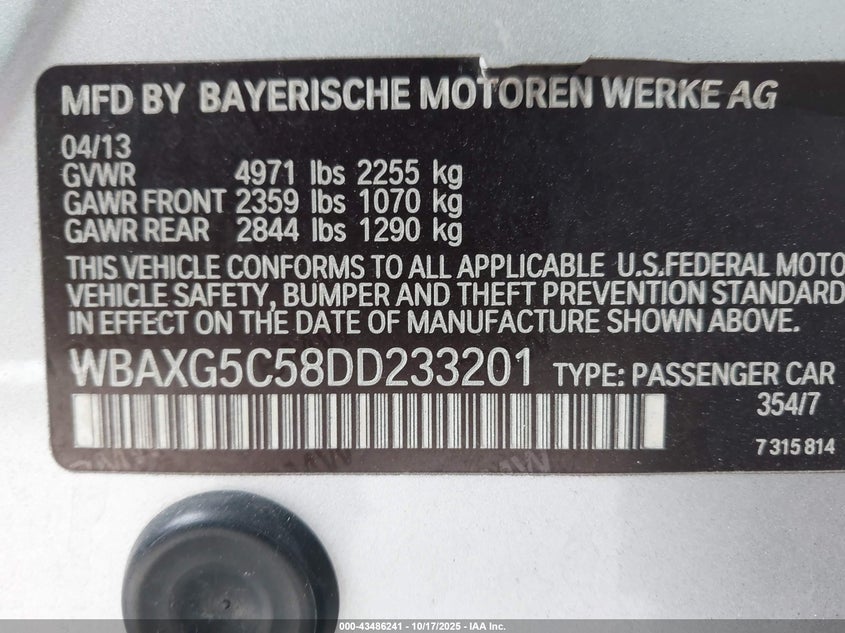 MFD BY BAYERISCHE MOTOREN WERKE AG
04/13
GVWR 4971 lbs 2255 kg
GAWR FRONT 2359 lbs 1070 kg
GAWR REAR 2844 lbs 1290 kg
THIS VEHICLE CONFORMS TO ALL APPLICABLE U.S.FEDERAL MOTO
VEHICLE SAFETY, BUMPER AND THEFT PREVENTION STANDARD
IN EFFECT ON THE DATE OF MANUFACTURE SHOWN ABOVE.
WBAXG5C58DD233201 TYPE: PASSENGER CAR
354/7
7 315 814
000-43486241 | 10/17/2025 - IAA Inc.